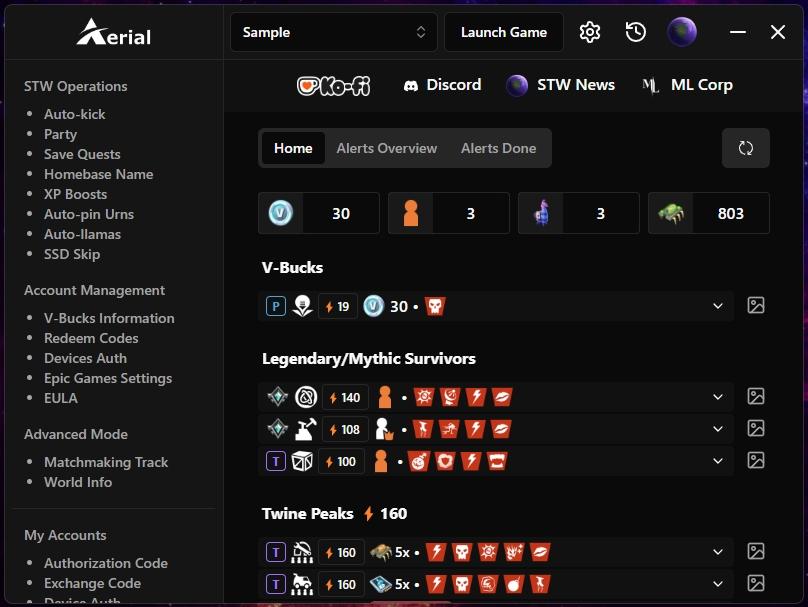 Aerial
Sample
Launch Game
STW Operations
Auto-kick
Party
Save Quests
Homebase Name
XP Boosts
Auto-pin Urns
Auto-llamas
SSD Skip
Account Management
V-Bucks Information
Redeem Codes
Devices Auth
Epic Games Settings
EULA
Advanced Mode
Matchmaking Track
World Info
My Accounts
Authorization Code
Exchange Code
Device Auth
Ko-fi Discord STW News ML ML Corp
Home Alerts Overview Alerts Done
V 30 3 3 803
V-Bucks
P 19 V 30 •
Legendary/Mythic Survivors
140 •
108 •
T 100 •
Twine Peaks 160
T 160 5x •
T 160 5x •